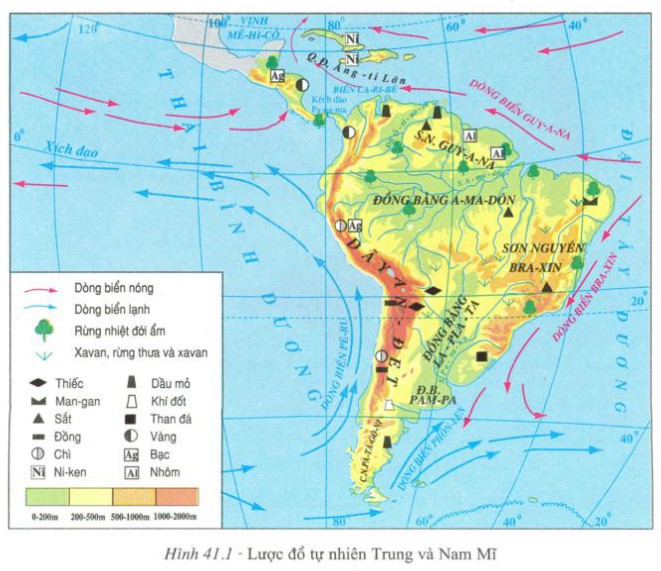 120°
100°
80°
60°
40°
VỊNH
MÊ-HI-CÔ
Ni
Ni
Q.Đ. Ăng-ti Lớn
Ag
BIỂN CA-RI-BÊ
Kênh đào
Pa-na-ma
DÒNG BIỂN GUY-A-NA
S.N. GUY-A-NA
Al
Al
20°
0°
Xích đạo
THÁI BÌNH DƯƠNG
ĐẠI TÂY DƯƠNG
ĐỒNG BẰNG A-MA-DÔN
Ag
DÃY AN-ĐET
SƠN NGUYÊN
BRA-XIN
20°
DÒNG BIỂN PÊ-RU
ĐỒNG BẰNG
LA-PLA-TA
DÒNG BIỂN BRA-XIN
Đ.B.
PAM-PA
C.N.PA-TA-GÔ-NI
DÒNG BIỂN PHÔN-LEN
40°
80°
60°
40°
20°
Dòng biển nóng
Dòng biển lạnh
Rừng nhiệt đới ẩm
Xavan, rừng thưa và xavan
Thiếc
Dầu mỏ
Man-gan
Khí đốt
Sắt
Than đá
Đồng
Vàng
Chì
Ag Bạc
Ni Ni-ken
Al Nhôm
0-200m 200-500m 500-1000m 1000-2000m
Hình 41.1 - Lược đồ tự nhiên Trung và Nam Mĩ